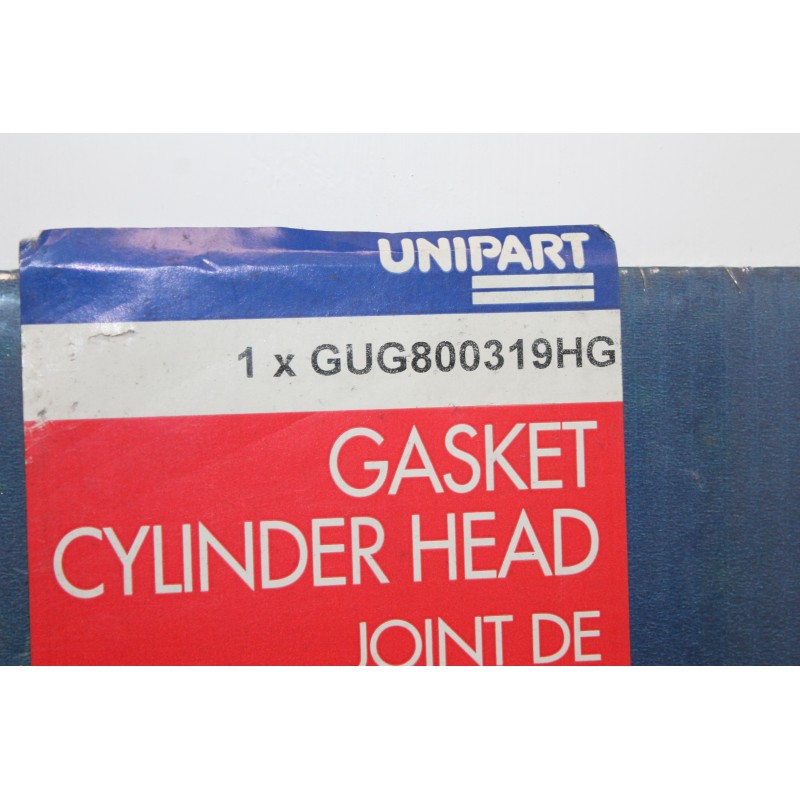 UNIPART
1 x GUG800319HG
GASKET
CYLINDER HEAD
JOINT DE